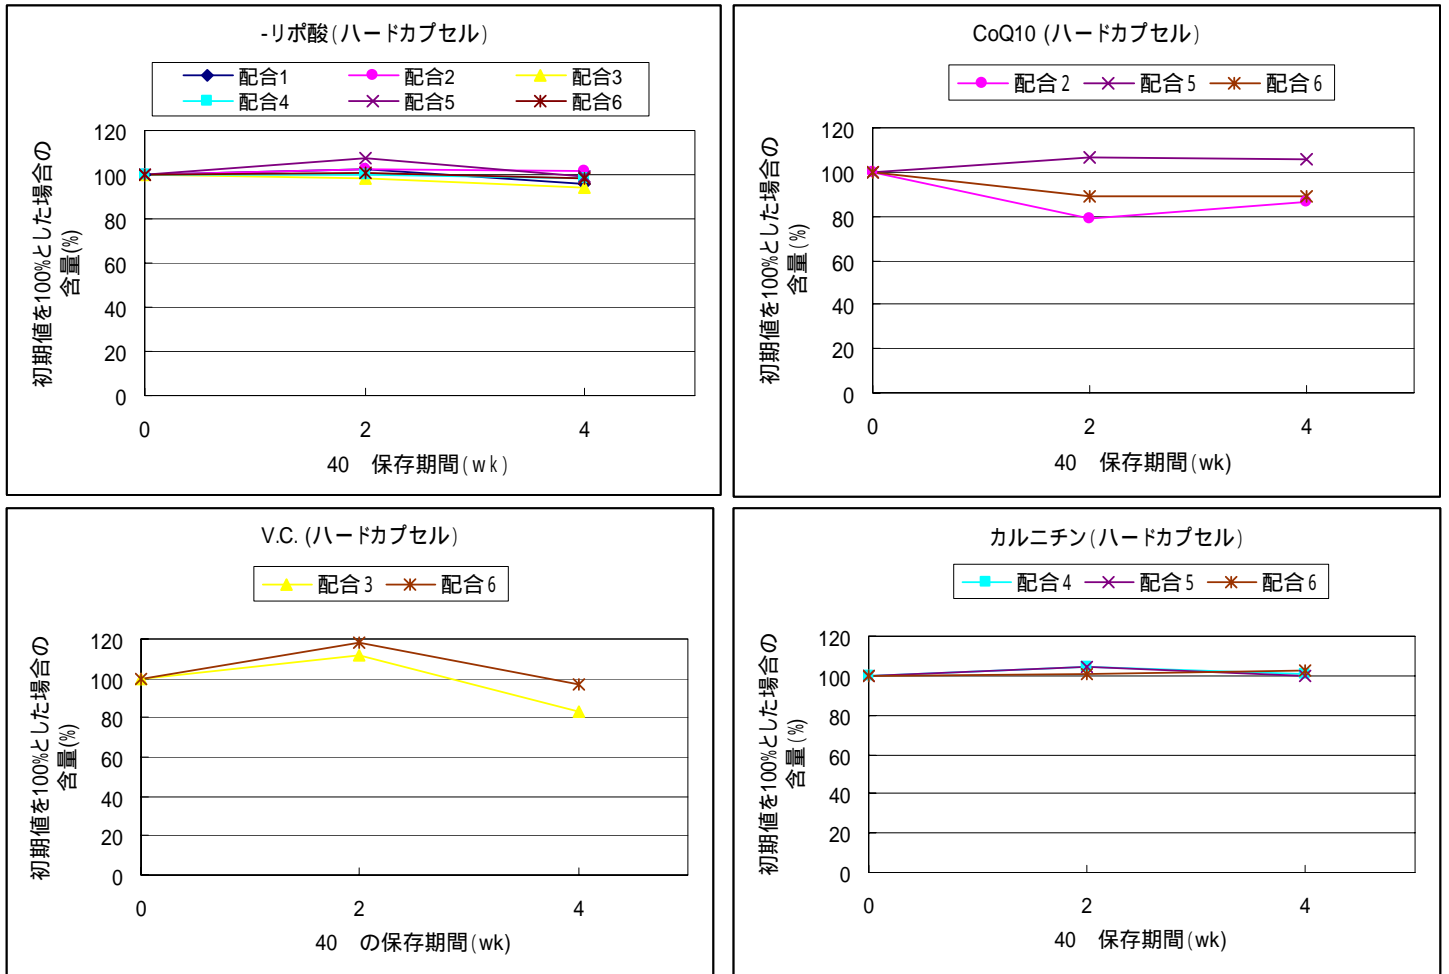 -リポ酸(ハードカプセル)
配合1 配合2 配合3
配合4 配合5 配合6
初期値を100%とした場合の
含量(%)
120
100
80
60
40
20
0
0 2 4
40 保存期間(wk)
CoQ10 (ハードカプセル)
配合2 配合5 配合6
初期値を100%とした場合の
含量(%)
120
100
80
60
40
20
0
0 2 4
40 保存期間(wk)
V.C. (ハードカプセル)
配合3 配合6
初期値を100%とした場合の
含量(%)
120
100
80
60
40
20
0
0 2 4
40 の保存期間(wk)
カルニチン(ハードカプセル)
配合4 配合5 配合6
初期値を100%とした場合の
含量(%)
120
100
80
60
40
20
0
0 2 4
40 保存期間(wk)